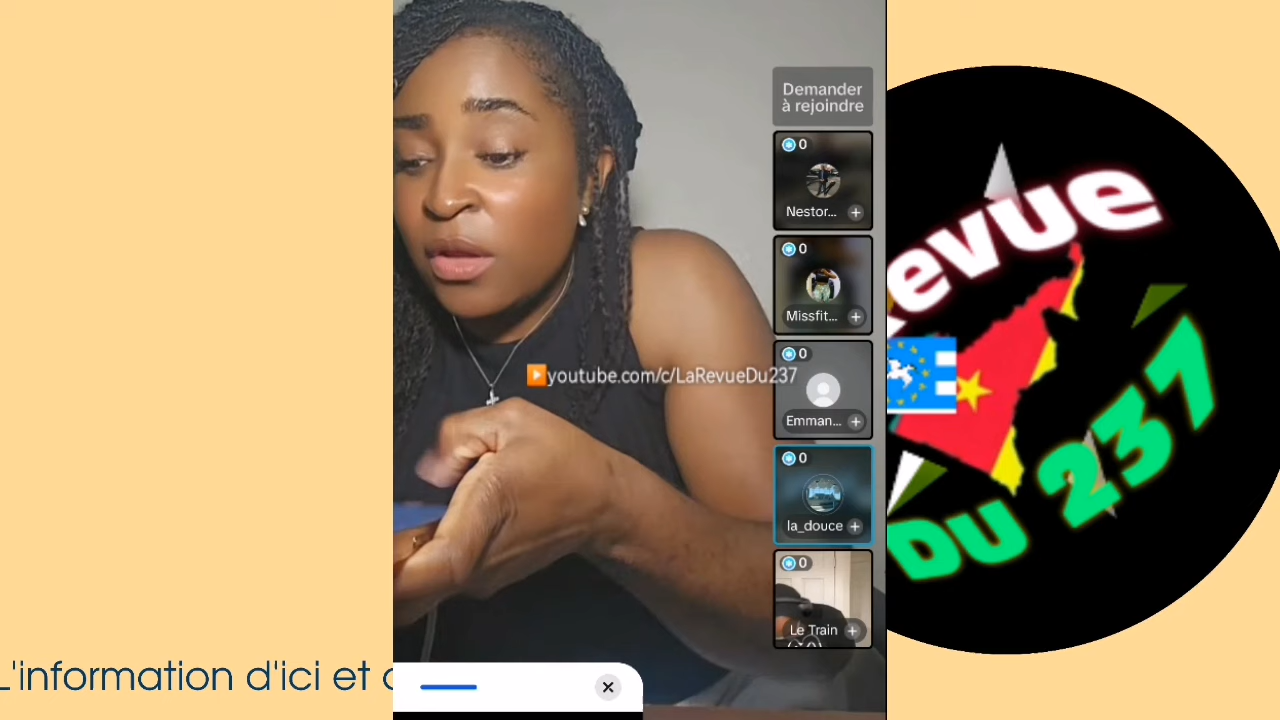 Demander
à rejoindre
0
Nestor...
0
Missfit...
youtube.com/c/LaRevueDu237
0
Emman...
0
la_douce
0
Le Train
evue
Du 237
L'information d'ici et